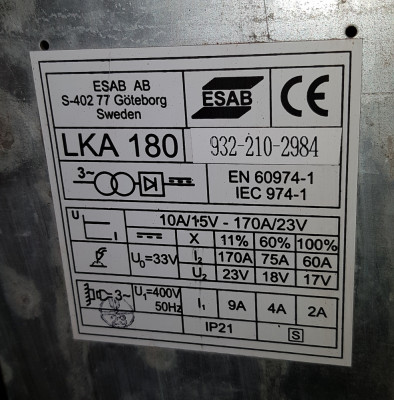 ESAB AB
S-402 77 Göteborg
Sweden
ESAB
CE
LKA 180
932-210-2984
3~
EN 60974-1
IEC 974-1
U
I
10A/15V - 170A/23V
X 11% 60% 100%
U₀=33V
I₂ 170A 75A 60A
U₂ 23V 18V 17V
3~
U₁=400V
50Hz
I₁ 9A 4A 2A
IP21
S